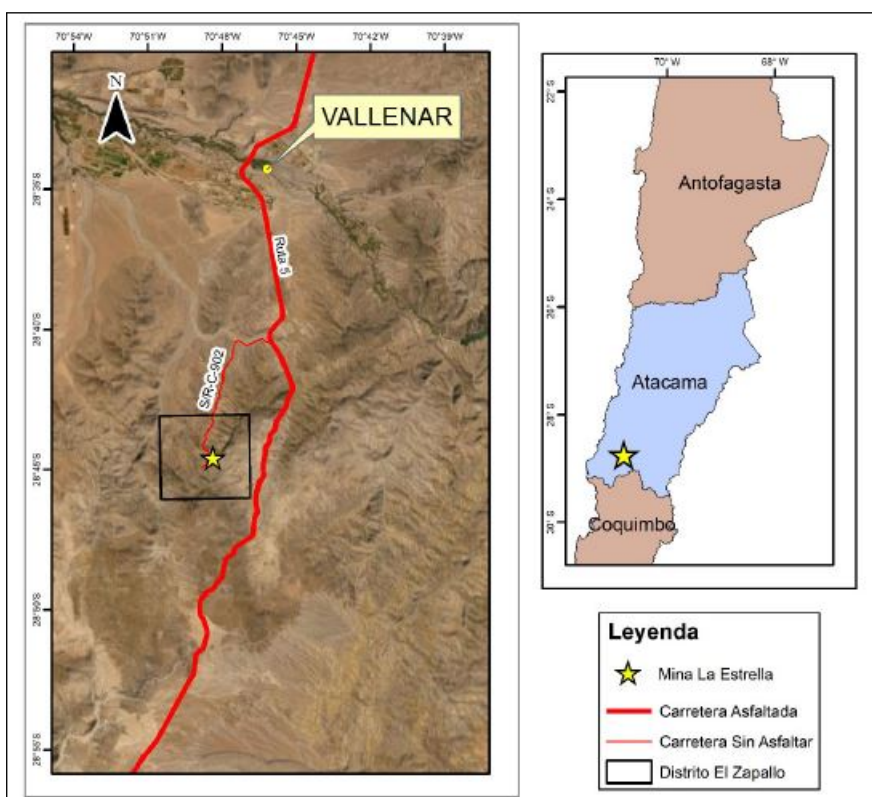 70°54'W 70°51'W 70°48'W 70°45'W 70°42'W 70°39'W
N
VALLENAR
28°35'S
Ruta 5
28°40'S
S/R-C-902
28°45'S
28°50'S
28°55'S
70° W 68° W
22° S
Antofagasta
24° S
26° S
Atacama
28° S
30° S
Coquimbo
Leyenda
Mina La Estrella
Carretera Asfaltada
Carretera Sin Asfaltar
Distrito El Zapallo